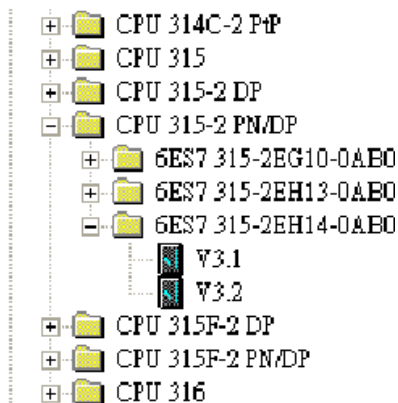 CPU 314C-2 PtP
CPU 315
CPU 315-2 DP
CPU 315-2 PN/DP
6ES7 315-2EG10-0AB0
6ES7 315-2EH13-0AB0
6ES7 315-2EH14-0AB0
V3.1
V3.2
CPU 315F-2 DP
CPU 315F-2 PN/DP
CPU 316